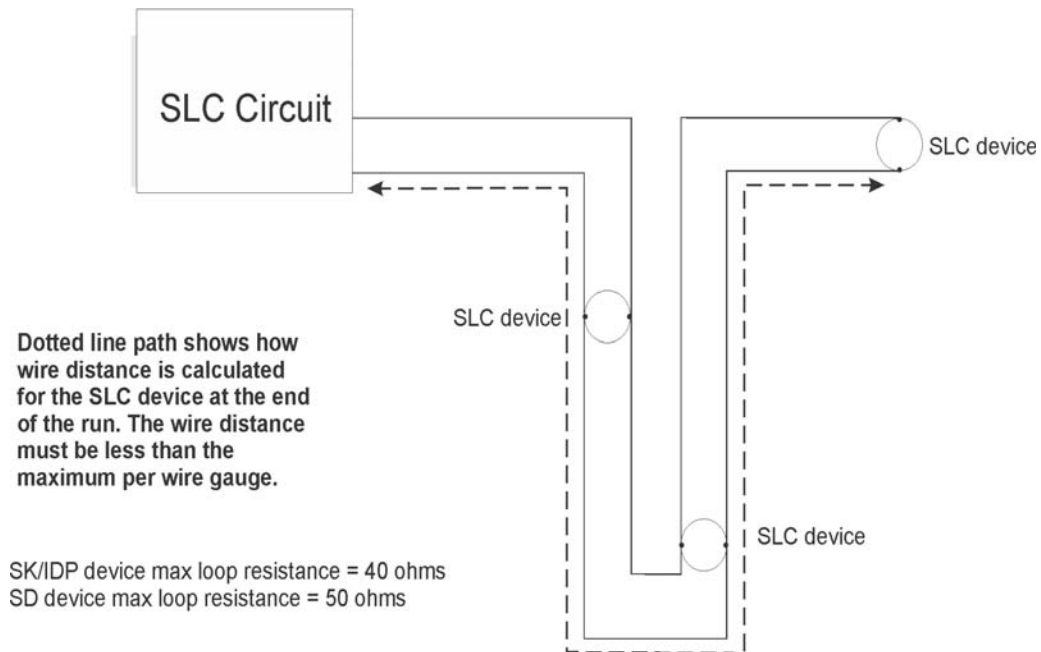 SLC Circuit
SLC device
SLC device
Dotted line path shows how
wire distance is calculated
for the SLC device at the end
of the run. The wire distance
must be less than the
maximum per wire gauge.
SLC device
SK/IDP device max loop resistance = 40 ohms
SD device max loop resistance = 50 ohms